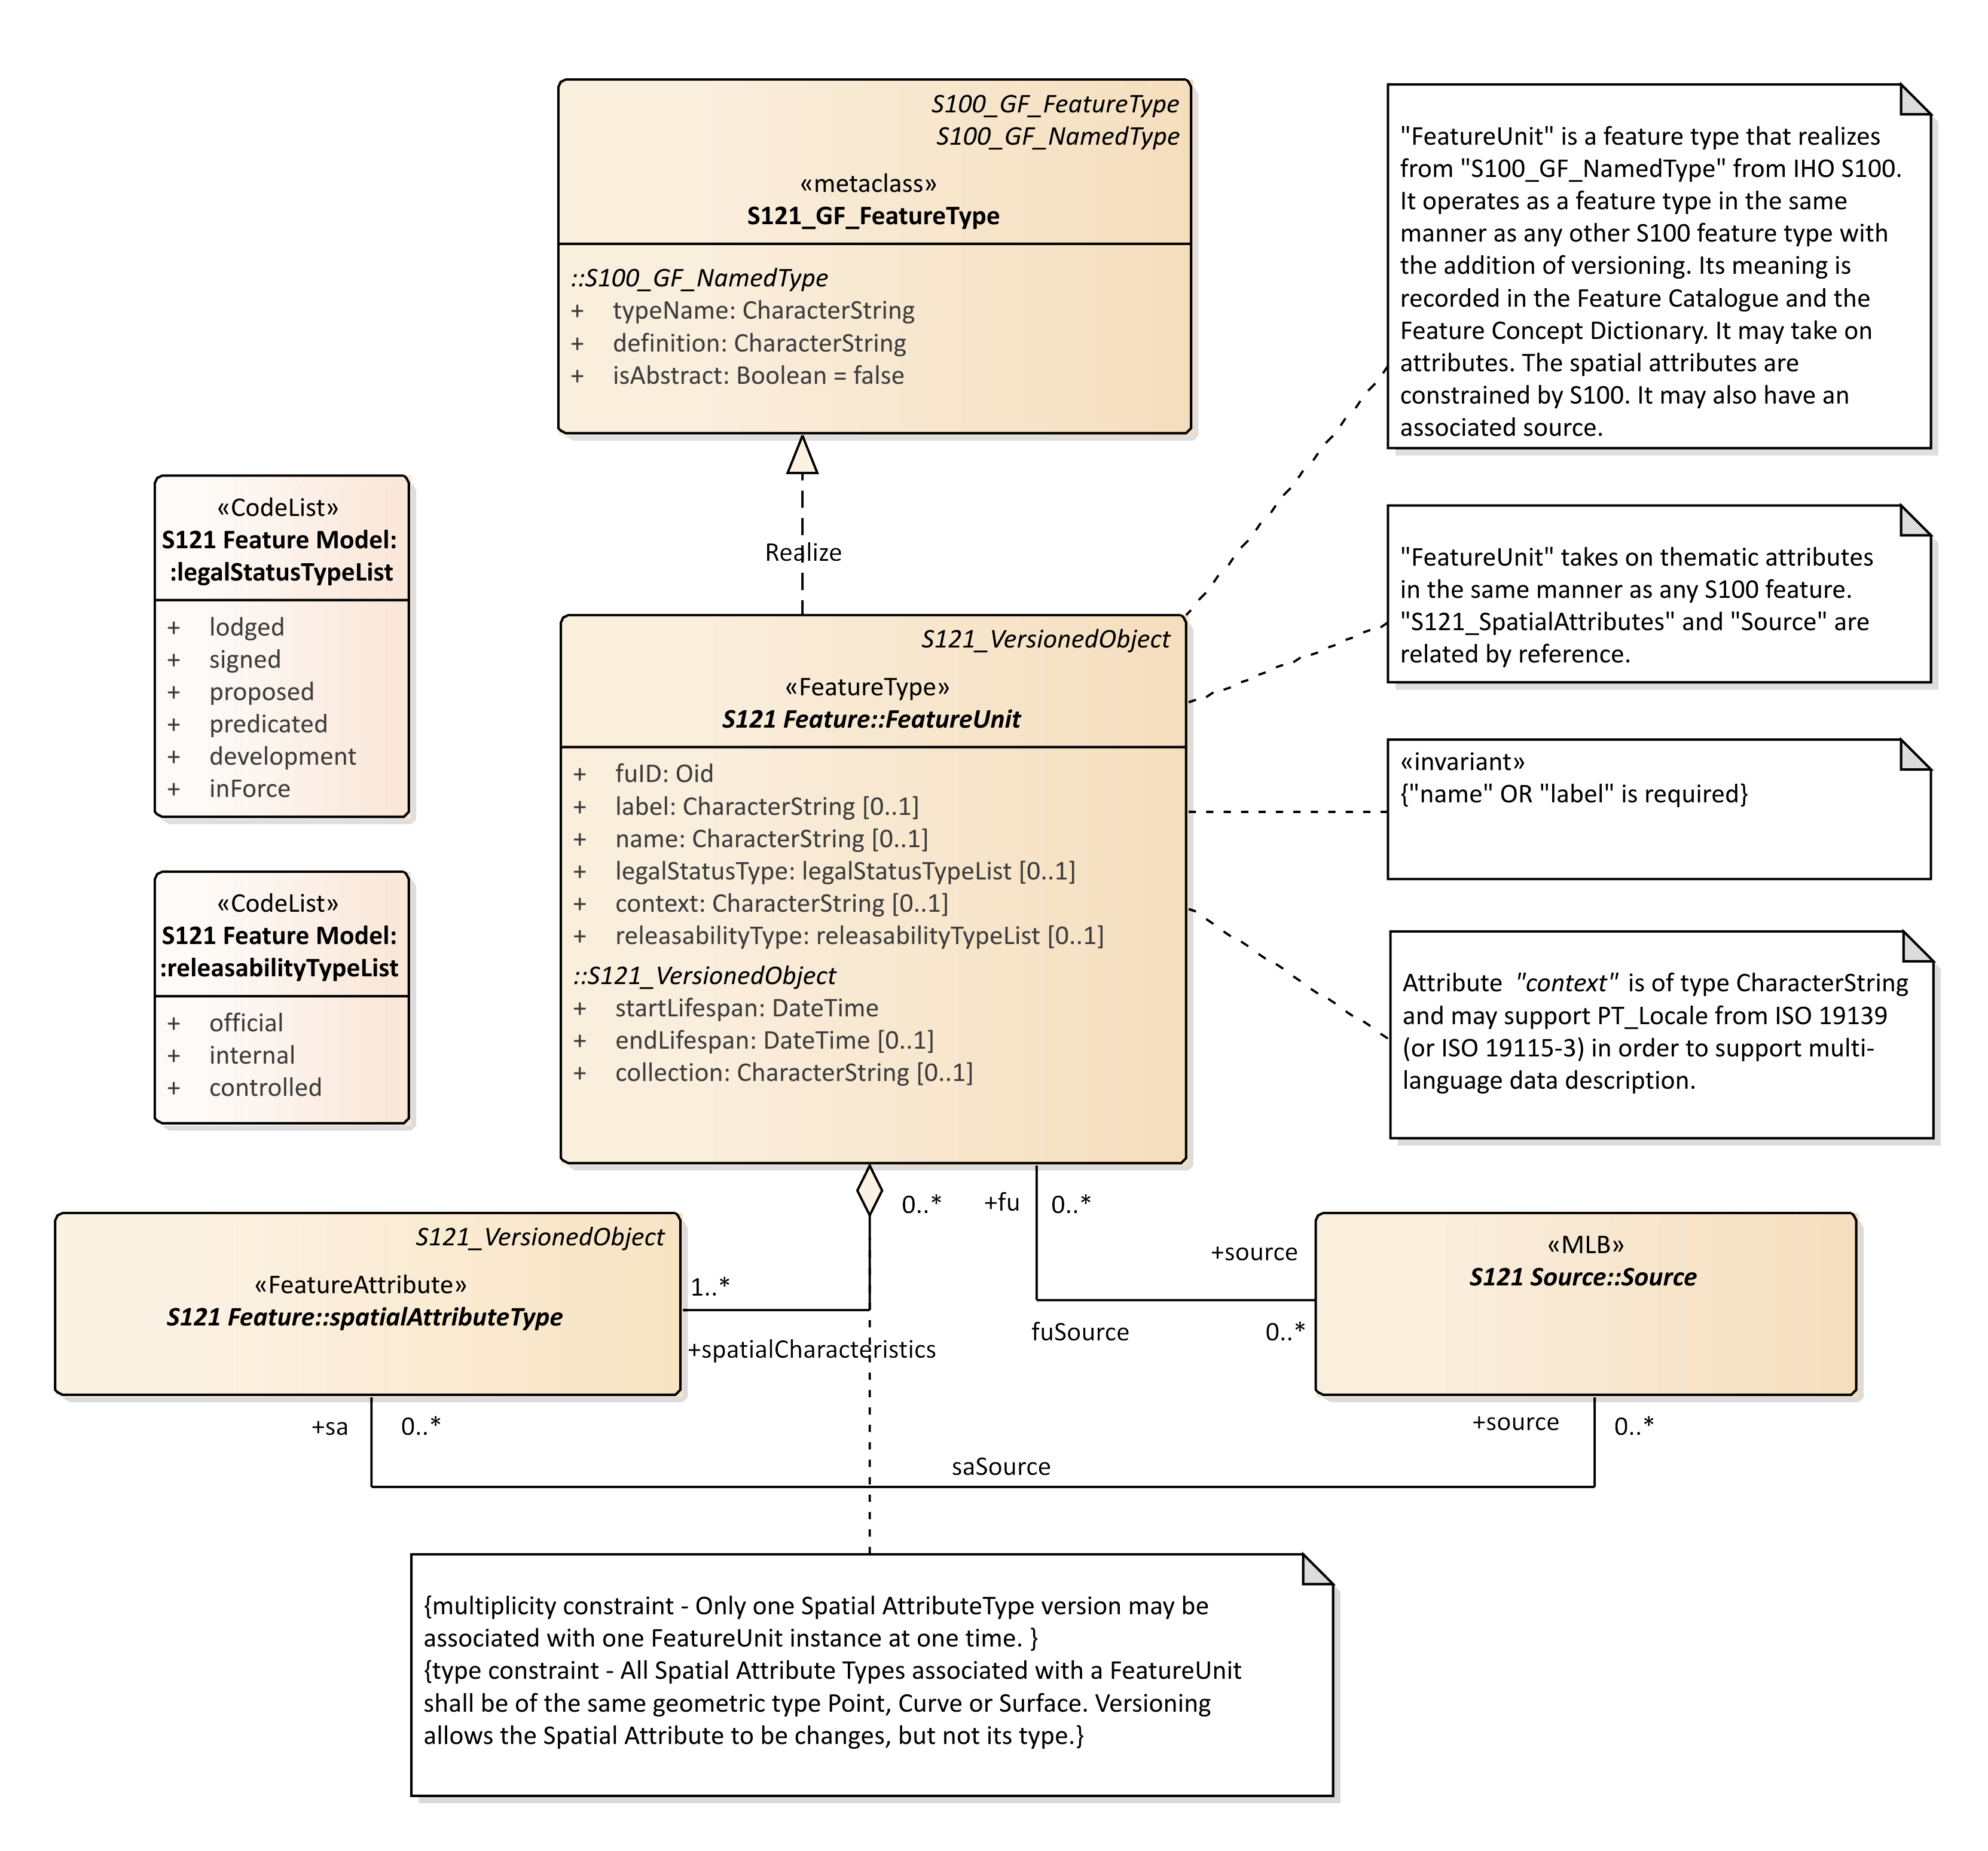 S100_GF_FeatureType
S100_GF_NamedType
«metaclass»
S121_GF_FeatureType
::S100_GF_NamedType
+ typeName: CharacterString
+ definition: CharacterString
+ isAbstract: Boolean = false
"FeatureUnit" is a feature type that realizes
from "S100_GF_NamedType" from IHO S100.
It operates as a feature type in the same
manner as any other S100 feature type with
the addition of versioning. Its meaning is
recorded in the Feature Catalogue and the
Feature Concept Dictionary. It may take on
attributes. The spatial attributes are
constrained by S100. It may also have an
associated source.
«CodeList»
S121 Feature Model:
:legalStatusTypeList
+ lodged
+ signed
+ proposed
+ predicated
+ development
+ inForce
Realize
"FeatureUnit" takes on thematic attributes
in the same manner as any S100 feature.
"S121_SpatialAttributes" and "Source" are
related by reference.
S121_VersionedObject
«FeatureType»
S121 Feature::FeatureUnit
+ fuID: Oid
+ label: CharacterString [0..1]
+ name: CharacterString [0..1]
+ legalStatusType: legalStatusTypeList [0..1]
+ context: CharacterString [0..1]
+ releasabilityType: releasabilityTypeList [0..1]
::S121_VersionedObject
+ startLifespan: DateTime
+ endLifespan: DateTime [0..1]
+ collection: CharacterString [0..1]
«invariant»
{"name" OR "label" is required}
«CodeList»
S121 Feature Model:
:releasabilityTypeList
+ official
+ internal
+ controlled
Attribute "context" is of type CharacterString
and may support PT_Locale from ISO 19139
(or ISO 19115-3) in order to support multi-
language data description.
0..*
+fu
0..*
S121_VersionedObject
«FeatureAttribute»
S121 Feature::spatialAttributeType
1..*
+spatialCharacteristics
+source
fuSource
0..*
«MLB»
S121 Source::Source
+sa
0..*
saSource
+source
0..*
{multiplicity constraint - Only one Spatial AttributeType version may be
associated with one FeatureUnit instance at one time. }
{type constraint - All Spatial Attribute Types associated with a FeatureUnit
shall be of the same geometric type Point, Curve or Surface. Versioning
allows the Spatial Attribute to be changes, but not its type.}